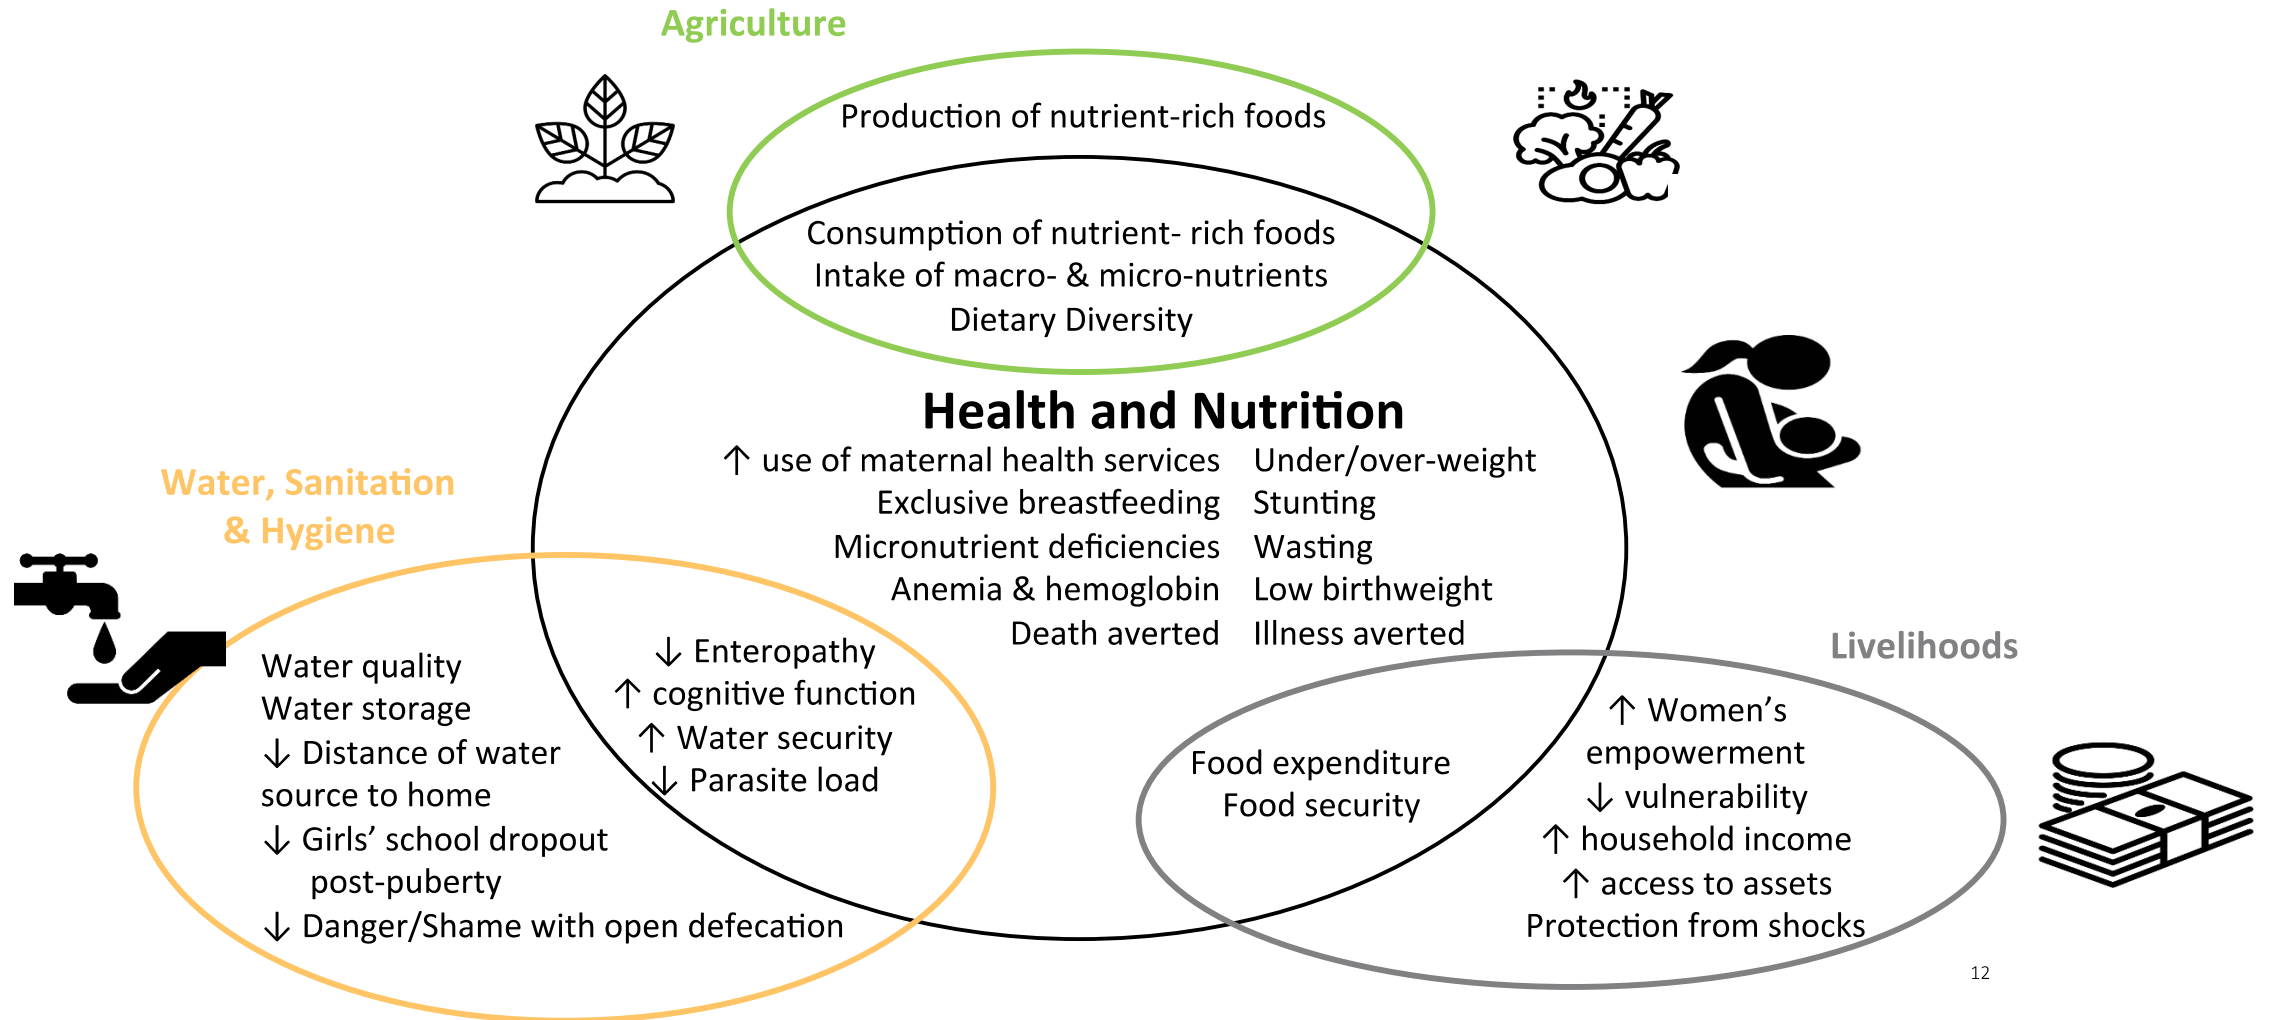 Agriculture
Production of nutrient-rich foods
Consumption of nutrient- rich foods
Intake of macro- & micro-nutrients
Dietary Diversity
Health and Nutrition
↑ use of maternal health services
Exclusive breastfeeding
Micronutrient deficiencies
Anemia & hemoglobin
Death averted
Under/over-weight
Stunting
Wasting
Low birthweight
Illness averted
Water, Sanitation
& Hygiene
Water quality
Water storage
↓ Distance of water
source to home
↓ Girls’ school dropout
post-puberty
↓ Danger/Shame with open defecation
↓ Enteropathy
↑ cognitive function
↑ Water security
↓ Parasite load
Livelihoods
Food expenditure
Food security
↑ Women’s
empowerment
↓ vulnerability
↑ household income
↑ access to assets
Protection from shocks
12